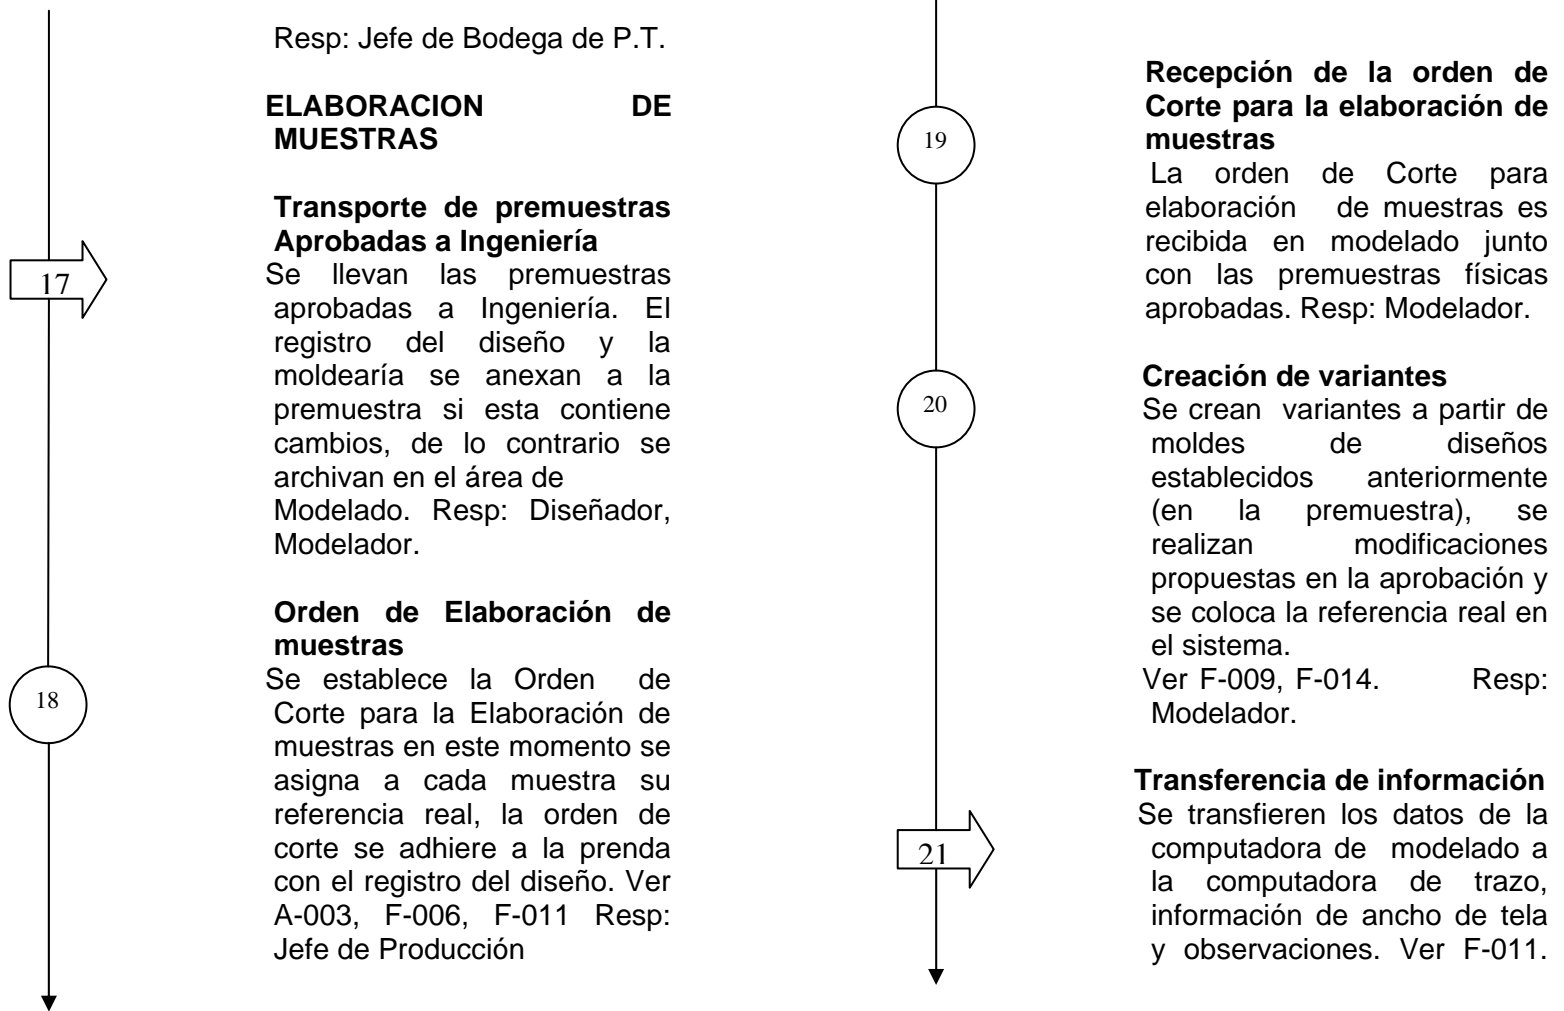 Resp: Jefe de Bodega de P.T.
ELABORACION DE
MUESTRAS
Transporte de premuestras
Aprobadas a Ingeniería
17
Se llevan las premuestras
aprobadas a Ingeniería. El
registro del diseño y la
moldearía se anexan a la
premuestra si esta contiene
cambios, de lo contrario se
archivan en el área de
Modelado. Resp: Diseñador,
Modelador.
Orden de Elaboración de
muestras
18
Se establece la Orden de
Corte para la Elaboración de
muestras en este momento se
asigna a cada muestra su
referencia real, la orden de
corte se adhiere a la prenda
con el registro del diseño. Ver
A-003, F-006, F-011 Resp:
Jefe de Producción
19
Recepción de la orden de
Corte para la elaboración de
muestras
La orden de Corte para
elaboración de muestras es
recibida en modelado junto
con las premuestras físicas
aprobadas. Resp: Modelador.
20
Creación de variantes
Se crean variantes a partir de
moldes de diseños
establecidos anteriormente
(en la premuestra), se
realizan modificaciones
propuestas en la aprobación y
se coloca la referencia real en
el sistema.
Ver F-009, F-014. Resp:
Modelador.
21
Transferencia de información
Se transfieren los datos de la
computadora de modelado a
la computadora de trazo,
información de ancho de tela
y observaciones. Ver F-011.